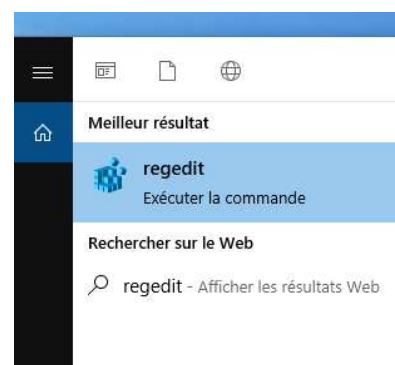 Meilleur résultat
regedit
Exécuter la commande
Rechercher sur le Web
regedit - Afficher les résultats Web